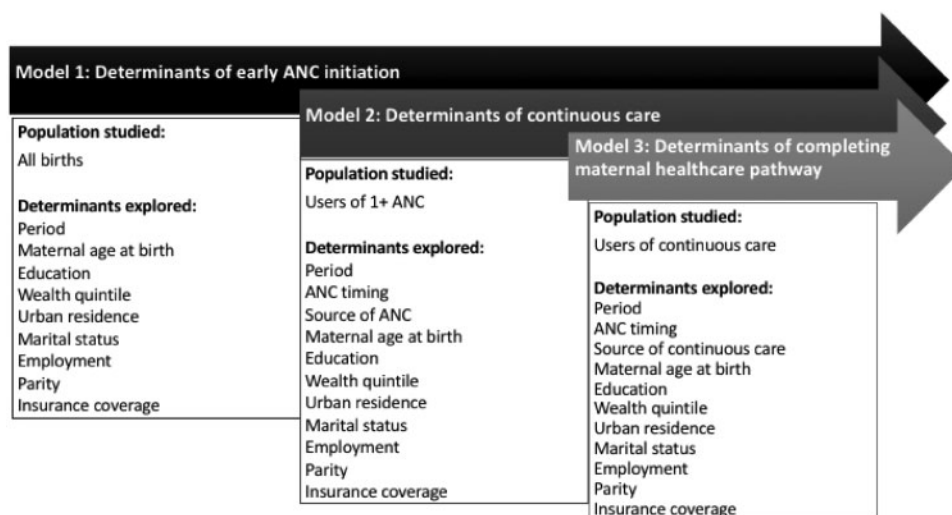 Model 1: Determinants of early ANC initiation
Population studied:
All births
Determinants explored:
Period
Maternal age at birth
Education
Wealth quintile
Urban residence
Marital status
Employment
Parity
Insurance coverage
Model 2: Determinants of continuous care
Population studied:
Users of 1+ ANC
Determinants explored:
Period
ANC timing
Source of ANC
Maternal age at birth
Education
Wealth quintile
Urban residence
Marital status
Employment
Parity
Insurance coverage
Model 3: Determinants of completing
maternal healthcare pathway
Population studied:
Users of continuous care
Determinants explored:
Period
ANC timing
Source of continuous care
Maternal age at birth
Education
Wealth quintile
Urban residence
Marital status
Employment
Parity
Insurance coverage